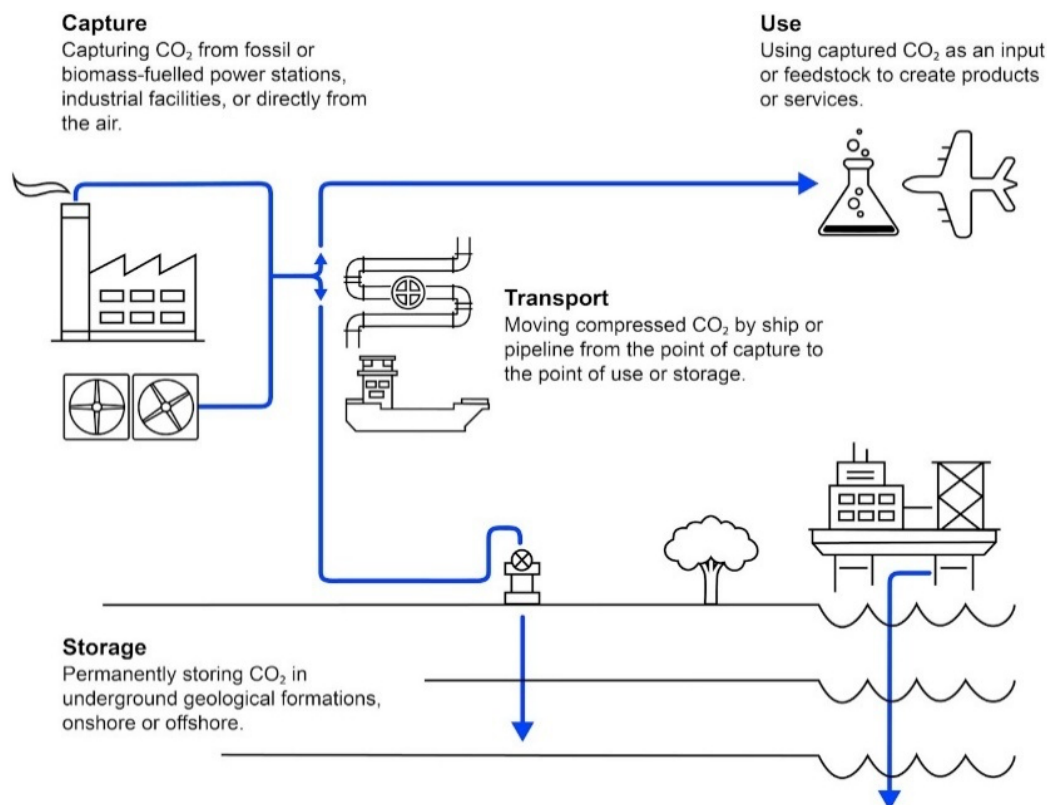 Capture
Capturing CO₂ from fossil or
biomass-fuelled power stations,
industrial facilities, or directly from
the air.
Use
Using captured CO₂ as an input
or feedstock to create products
or services.
Transport
Moving compressed CO₂ by ship or
pipeline from the point of capture to
the point of use or storage.
Storage
Permanently storing CO₂ in
underground geological formations,
onshore or offshore.